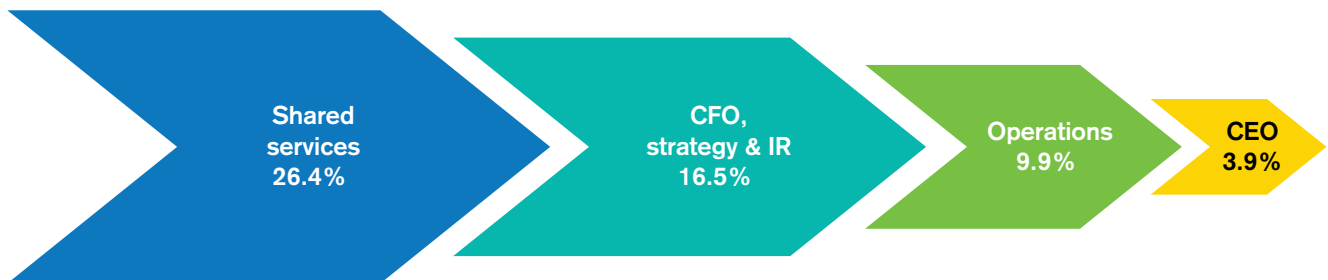 Shared
services
26.4%
CFO,
strategy & IR
16.5%
Operations
9.9%
CEO
3.9%